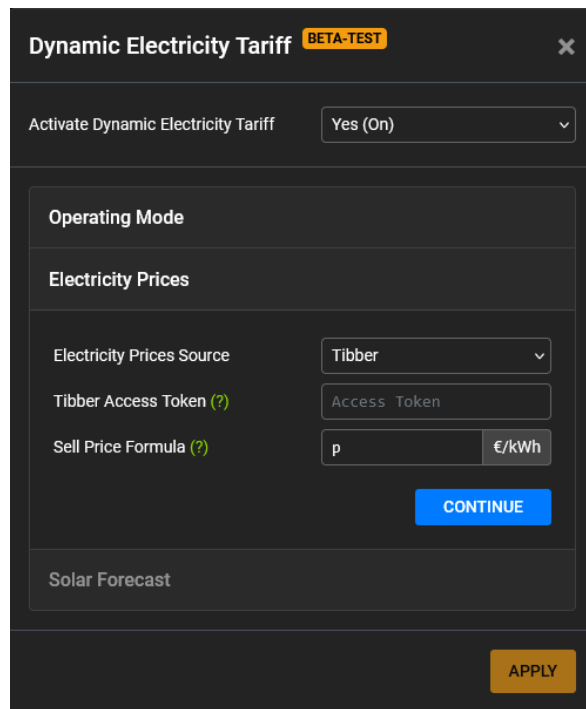 Dynamic Electricity Tariff BETA-TEST ×
Activate Dynamic Electricity Tariff Yes (On)
Operating Mode
Electricity Prices
Electricity Prices Source Tibber
Tibber Access Token (?) Access Token
Sell Price Formula (?) p €/kWh
CONTINUE
Solar Forecast
APPLY